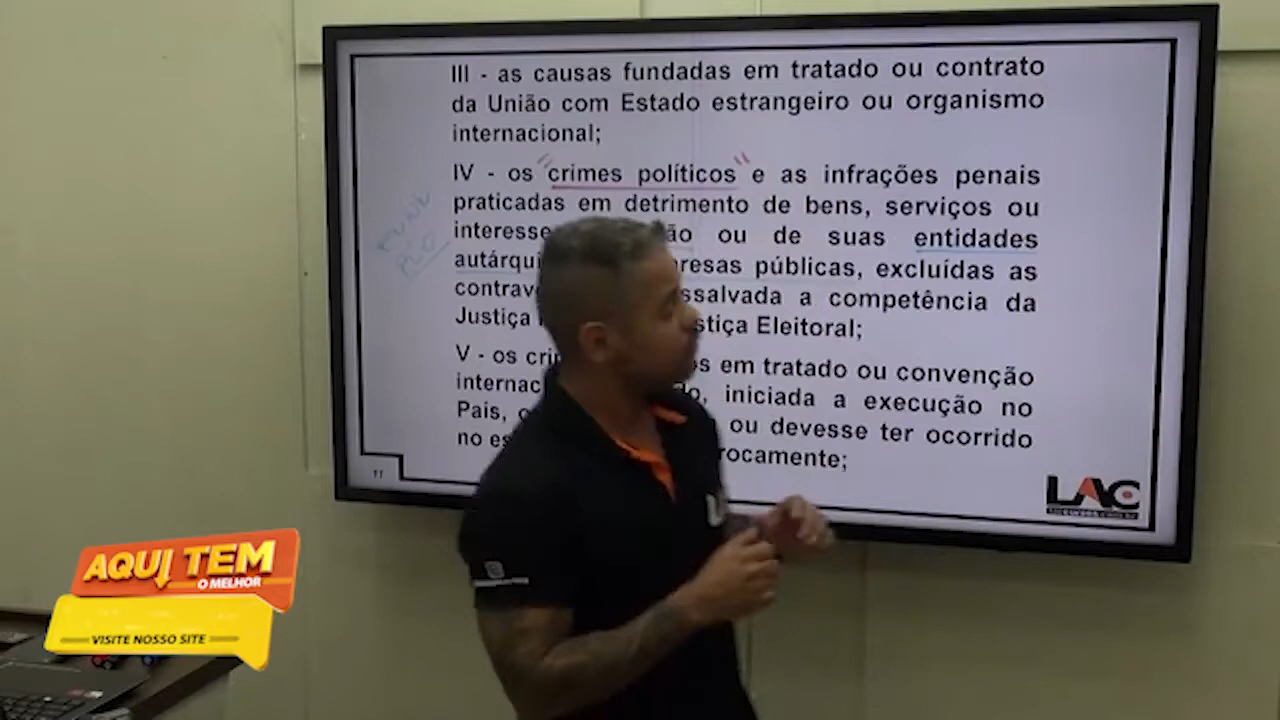 III - as causas fundadas em tratado ou contrato
da União com Estado estrangeiro ou organismo
internacional;
IV - os "crimes políticos" e as infrações penais
praticadas em detrimento de bens, serviços ou
interesse ou de suas entidades
públicas, excluídas as
a competência da
Justiça Eleitoral;
V - os em tratado ou convenção
iniciada a execução no
País, ou devesse ter ocorrido
no
11
LAC
AQUI TEM
O MELHOR
VISITE NOSSO SITE